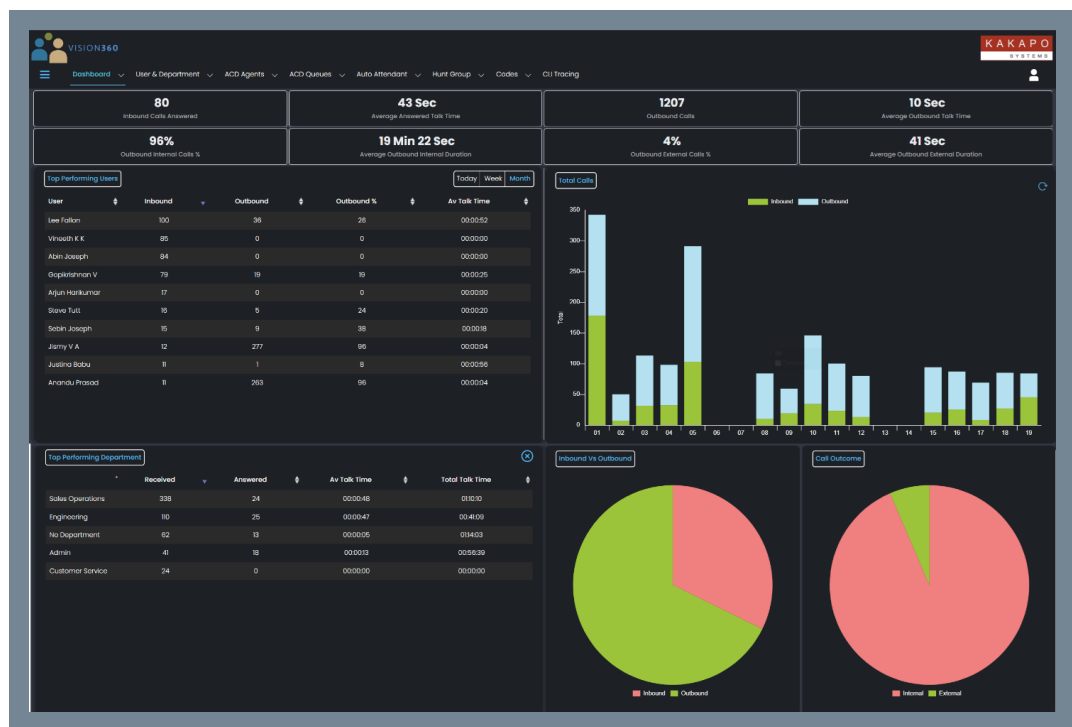 VISION360
KAKAPO
SYSTEMS
Dashboard User & Department ACD Agents ACD Queues Auto Attendant Hunt Group Codes CLI Tracing
80 43 Sec 1207 10 Sec
Inbound Calls Answered Average Answered Talk Time Outbound Calls Average Outbound Talk Time
96% 19 Min 22 Sec 4% 41 Sec
Outbound Internal Calls % Average Outbound Internal Duration Outbound External Calls % Average Outbound External Duration
Top Performing Users Today Week Month
User Inbound Outbound Outbound % Av Talk Time
Lee Fallon 100 36 26 00:00:52
Vineeth K K 85 0 0 00:00:00
Abin Joseph 84 0 0 00:00:00
Gopikrishnan V 79 19 19 00:00:25
Arjun Harikumar 17 0 0 00:00:00
Steve Tutt 16 5 24 00:00:20
Sebin Joseph 15 9 38 00:00:18
Jismy V A 12 277 96 00:00:04
Justina Babu 11 1 8 00:00:56
Anandu Prasad 11 263 96 00:00:04
Total Calls
Inbound Outbound
Total
350
300
250
200
150
100
50
0
01 02 03 04 05 06 07 08 09 10 11 12 13 14 15 16 17 18 19
Top Performing Department
Received Answered Av Talk Time Total Talk Time
Sales Operations 338 24 00:00:48 01:10:10
Engineering 110 25 00:00:47 00:41:09
No Department 62 13 00:00:05 01:14:03
Admin 41 18 00:00:13 00:56:39
Customer Service 24 0 00:00:00 00:00:00
Inbound Vs Outbound
Inbound Outbound
Call Outcome
Internal External